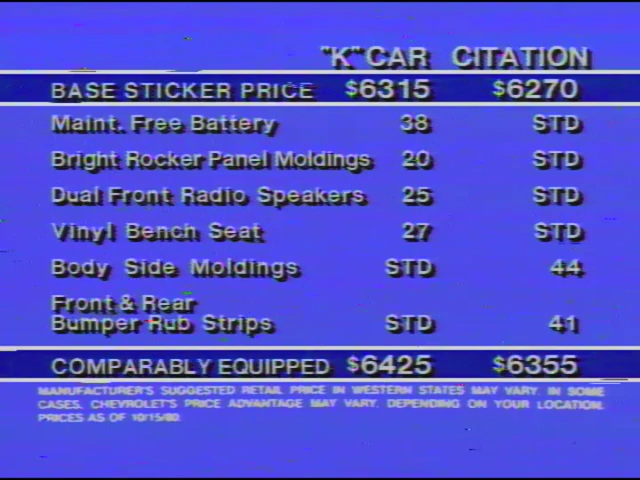 "K" CAR CITATION
BASE STICKER PRICE $6315 $6270
Maint. Free Battery 38 STD
Bright Rocker Panel Moldings 20 STD
Dual Front Radio Speakers 25 STD
Vinyl Bench Seat 27 STD
Body Side Moldings STD 44
Front & Rear
Bumper Rub Strips STD 41
COMPARABLY EQUIPPED $6425 $6355
MANUFACTURER'S SUGGESTED RETAIL PRICE IN WESTERN STATES MAY VARY. IN SOME
CASES, CHEVROLET'S PRICE ADVANTAGE MAY VARY, DEPENDING ON YOUR LOCATION.
PRICES AS OF 10/15/80.